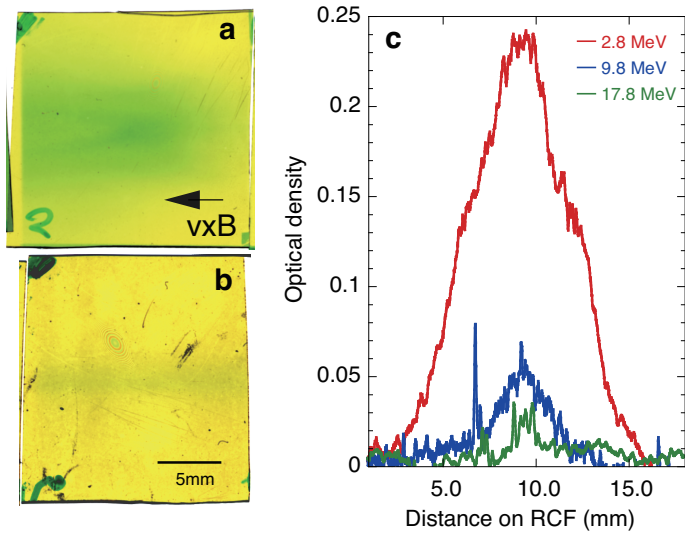 a
vxB
2
b
5mm
c
2.8 MeV
9.8 MeV
17.8 MeV
Optical density
0.25
0.2
0.15
0.1
0.05
0
5.0
10.0
15.0
Distance on RCF (mm)